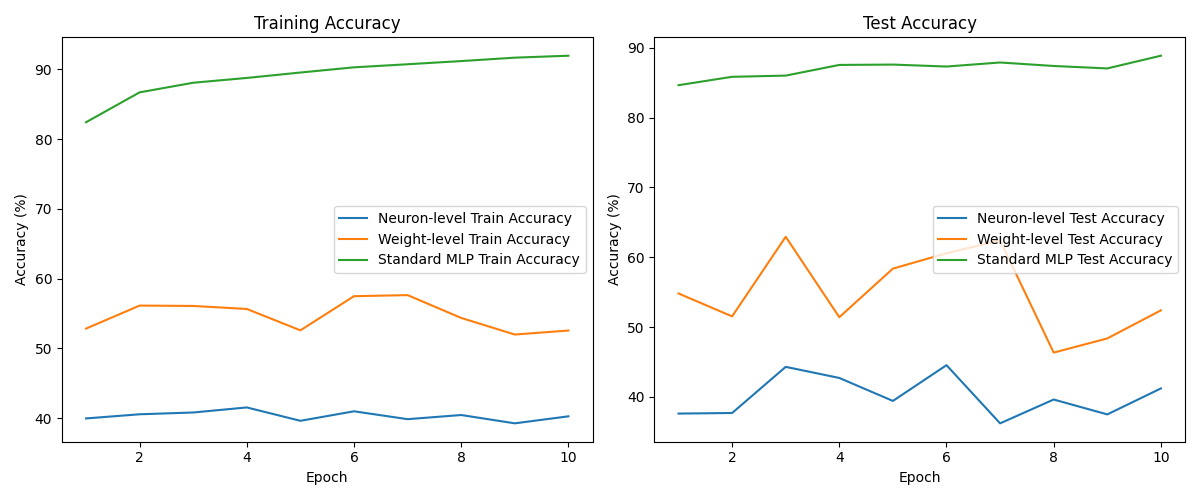 Training Accuracy
Accuracy (%)
90
80
70
60
50
40
Neuron-level Train Accuracy
Weight-level Train Accuracy
Standard MLP Train Accuracy
2
4
6
8
10
Epoch
Test Accuracy
Accuracy (%)
90
80
70
60
50
40
Neuron-level Test Accuracy
Weight-level Test Accuracy
Standard MLP Test Accuracy
2
4
6
8
10
Epoch